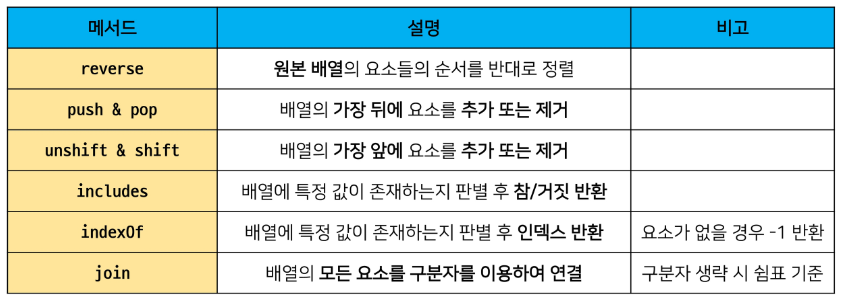 메서드 설명 비고
reverse 원본 배열의 요소들의 순서를 반대로 정렬
push & pop 배열의 가장 뒤에 요소를 추가 또는 제거
unshift & shift 배열의 가장 앞에 요소를 추가 또는 제거
includes 배열에 특정 값이 존재하는지 판별 후 참/거짓 반환
indexOf 배열에 특정 값이 존재하는지 판별 후 인덱스 반환 요소가 없을 경우 -1 반환
join 배열의 모든 요소를 구분자를 이용하여 연결 구분자 생략 시 쉼표 기준